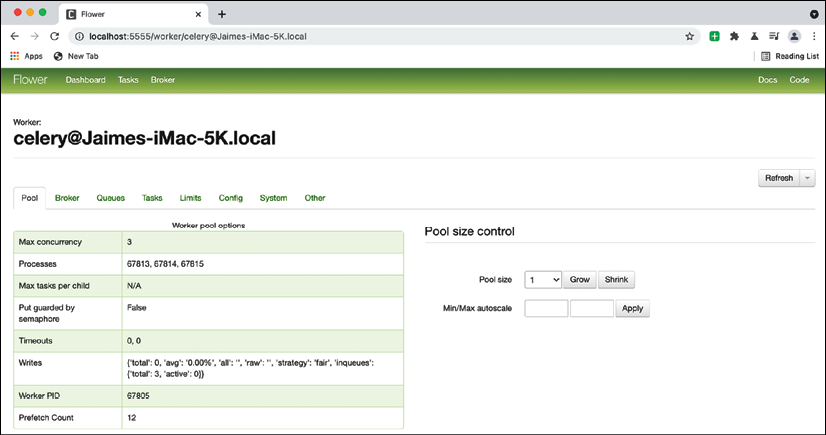 Flower
localhost:5555/worker/celery@Jaimes-iMac-5K.local
Apps New Tab Reading List
Flower Dashboard Tasks Broker Docs Code
Worker:
celery@Jaimes-iMac-5K.local
Refresh
Pool Broker Queues Tasks Limits Config System Other
Worker pool options
Max concurrency 3
Processes 67813, 67814, 67815
Max tasks per child N/A
Put guarded by semaphore False
Timeouts 0, 0
Writes {'total': 0, 'avg': '0.00%', 'all': '', 'raw': '', 'strategy': 'fair', 'inqueues':
{'total': 3, 'active': 0}}
Worker PID 67805
Prefetch Count 12
Pool size control
Pool size 1 Grow Shrink
Min/Max autoscale Apply